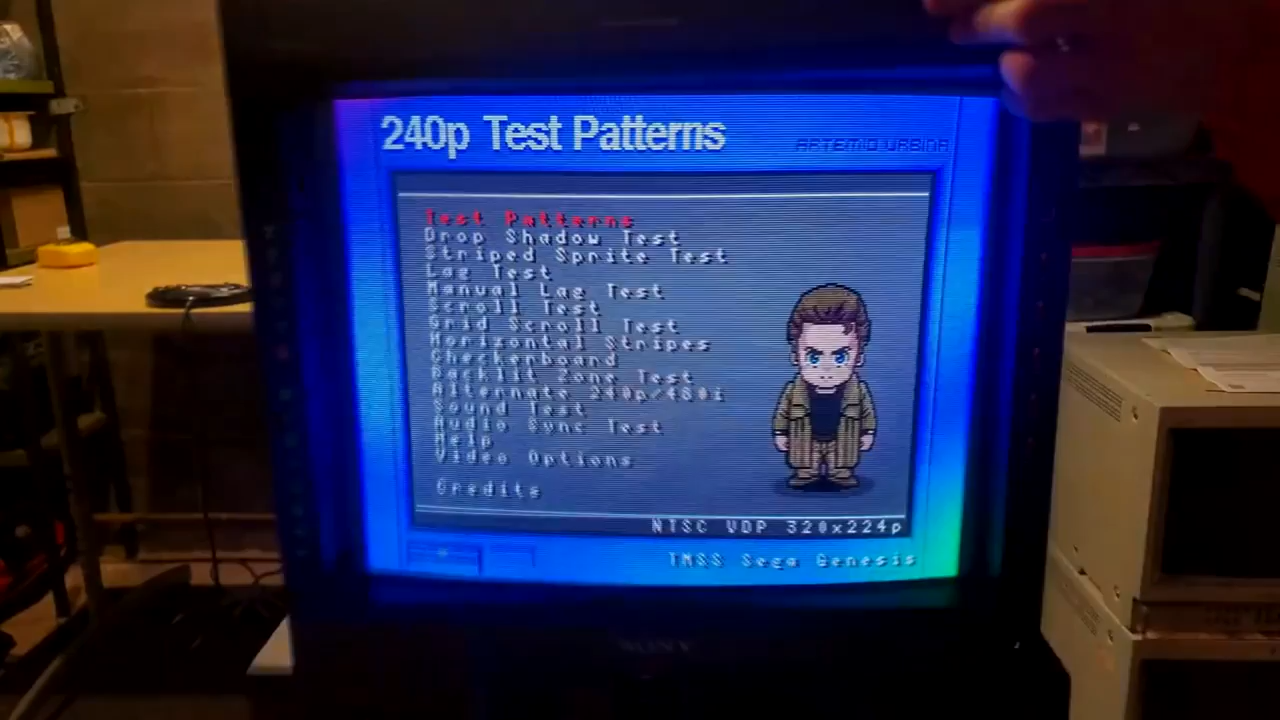 240p Test Patterns
ARTEMIO URBINA
Test Patterns
Drop Shadow Test
Striped Sprite Test
Lag Test
Manual Lag Test
Scroll Test
Grid Scroll Test
Horizontal Stripes
Checkerboard
Backlit Zone Test
Alternate 240p/480i
Sound Test
Audio Sync Test
Help
Video Options
Credits
NTSC VDP 320x224p
TMSS Sega Genesis
SONY